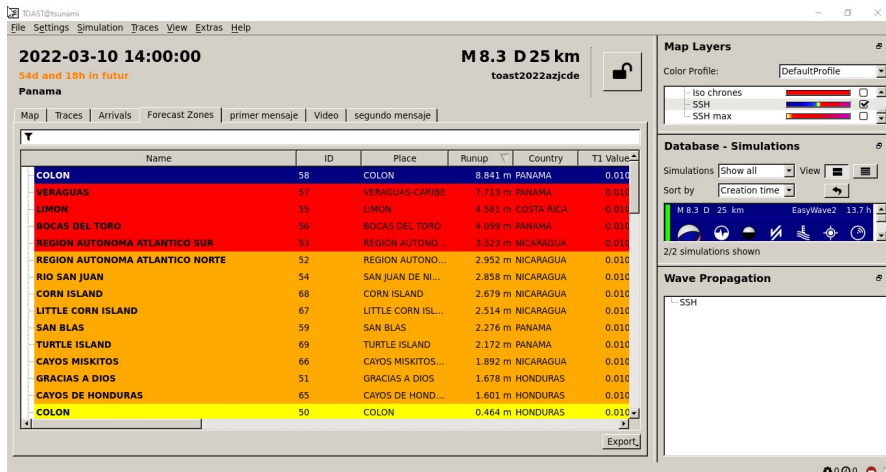 TOAST@tsunami
File Settings Simulation Traces View Extras Help
2022-03-10 14:00:00
M 8.3 D 25 km
54d and 18h in futur
toast2022azjcde
Panama
Map Traces Arrivals Forecast Zones primer mensaje Video segundo mensaje
Name ID Place Runup Country T1 Value
COLON 58 COLON 8.841 m PANAMA 0.010
VERAGUAS 57 VERAGUAS-CARIBE 7.713 m PANAMA 0.010
LIMON 55 LIMON 4.581 m COSTA RICA 0.010
BOCAS DEL TORO 56 BOCAS DEL TORO 4.099 m PANAMA 0.010
REGION AUTONOMA ATLANTICO SUR 53 REGION AUTONO... 3.523 m NICARAGUA 0.010
REGION AUTONOMA ATLANTICO NORTE 52 REGION AUTONO... 2.952 m NICARAGUA 0.010
RIO SAN JUAN 54 SAN JUAN DE NI... 2.858 m NICARAGUA 0.010
CORN ISLAND 68 CORN ISLAND 2.679 m NICARAGUA 0.010
LITTLE CORN ISLAND 67 LITTLE CORN ISL... 2.514 m NICARAGUA 0.010
SAN BLAS 59 SAN BLAS 2.276 m PANAMA 0.010
TURTLE ISLAND 69 TURTLE ISLAND 2.172 m PANAMA 0.010
CAYOS MISKITOS 66 CAYOS MISKITOS... 1.892 m NICARAGUA 0.010
GRACIAS A DIOS 51 GRACIAS A DIOS 1.678 m HONDURAS 0.010
CAYOS DE HONDURAS 65 CAYOS DE HOND... 1.601 m HONDURAS 0.010
COLON 50 COLON 0.464 m HONDURAS 0.010
Export
Map Layers
Color Profile: DefaultProfile
Iso chrones
SSH
SSH max
Database - Simulations
Simulations Show all View
Sort by Creation time
M 8.3 D 25 km EasyWave2 13.7 h
2/2 simulations shown
Wave Propagation
SSH
0 0 0